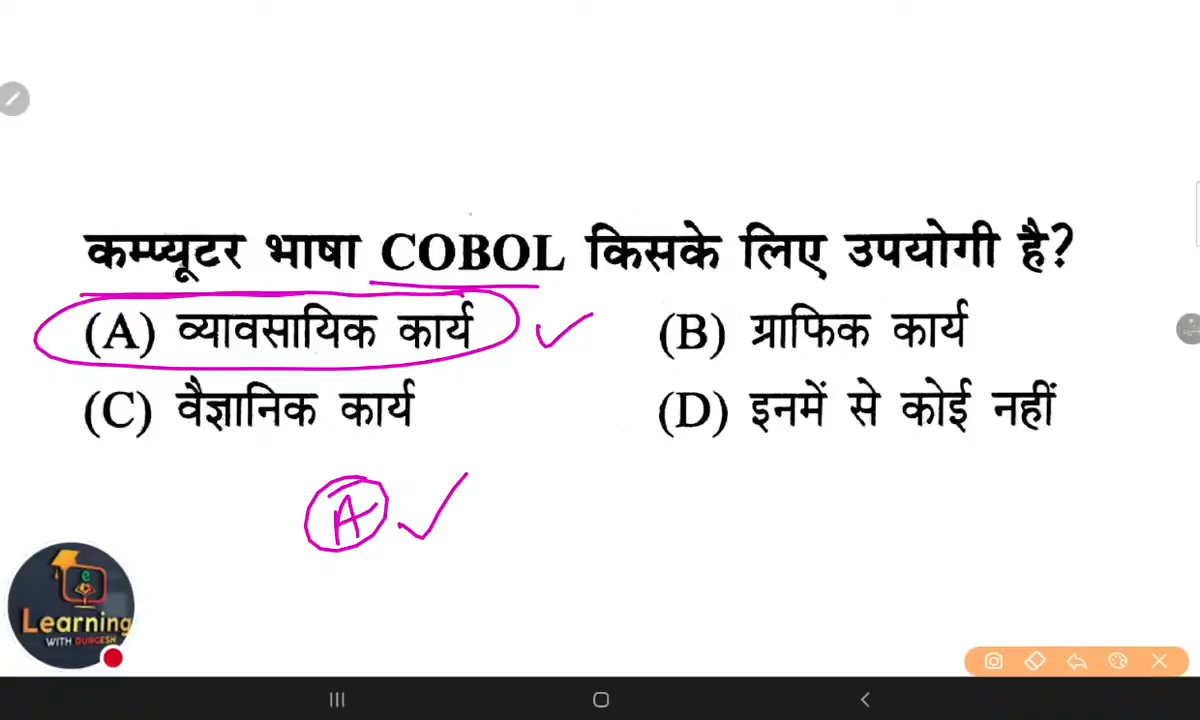 कम्प्यूटर भाषा COBOL किसके लिए उपयोगी है?
(A) व्यावसायिक कार्य
(B) ग्राफिक कार्य
(C) वैज्ञानिक कार्य
(D) इनमें से कोई नहीं
A
e
Learning
WITH DURGESH